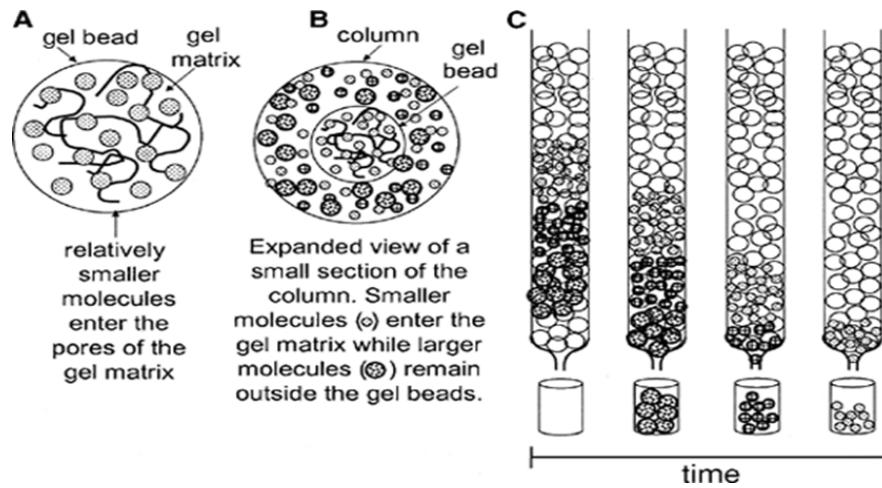 A
gel bead
gel
matrix
relatively
smaller
molecules
enter the
pores of the
gel matrix
B
column
gel
bead
Expanded view of a
small section of the
column. Smaller
molecules ( ) enter the
gel matrix while larger
molecules ( ) remain
outside the gel beads.
C
time